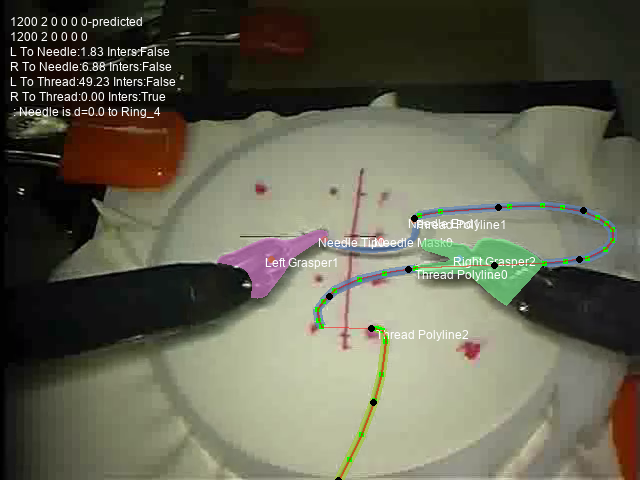 1200 2 0 0 0 0-predicted
1200 2 0 0 0 0
L To Needle:1.83 Inters:False
R To Needle:6.88 Inters:False
L To Thread:49.23 Inters:False
R To Thread:0.00 Inters:True
: Needle is d=0.0 to Ring_4
Thread Polyline1
Needle Tip0
Needle Mask0
Left Grasper1
Right Grasper2
Thread Polyline0
Thread Polyline2